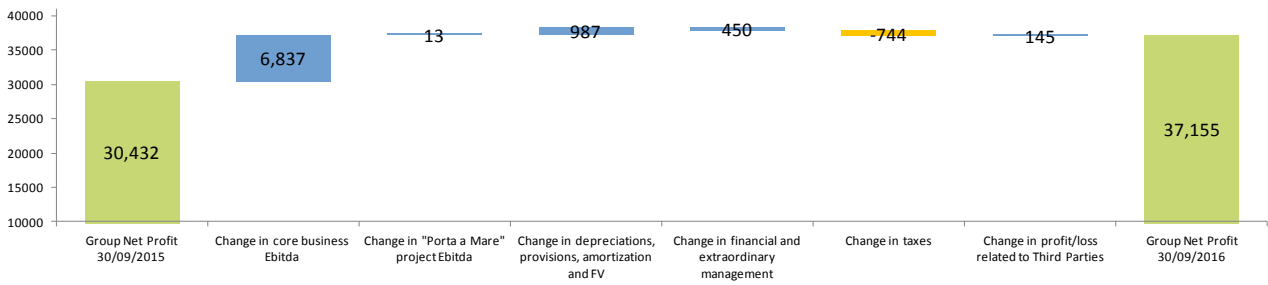 40000
35000
30000
25000
20000
15000
10000
30,432
6,837
13
987
450
-744
145
37,155
Group Net Profit
30/09/2015
Change in core business
Ebitda
Change in "Porta a Mare"
project Ebitda
Change in depreciations,
provisions, amortization
and FV
Change in financial and
extraordinary
management
Change in taxes
Change in profit/loss
related to Third Parties
Group Net Profit
30/09/2016